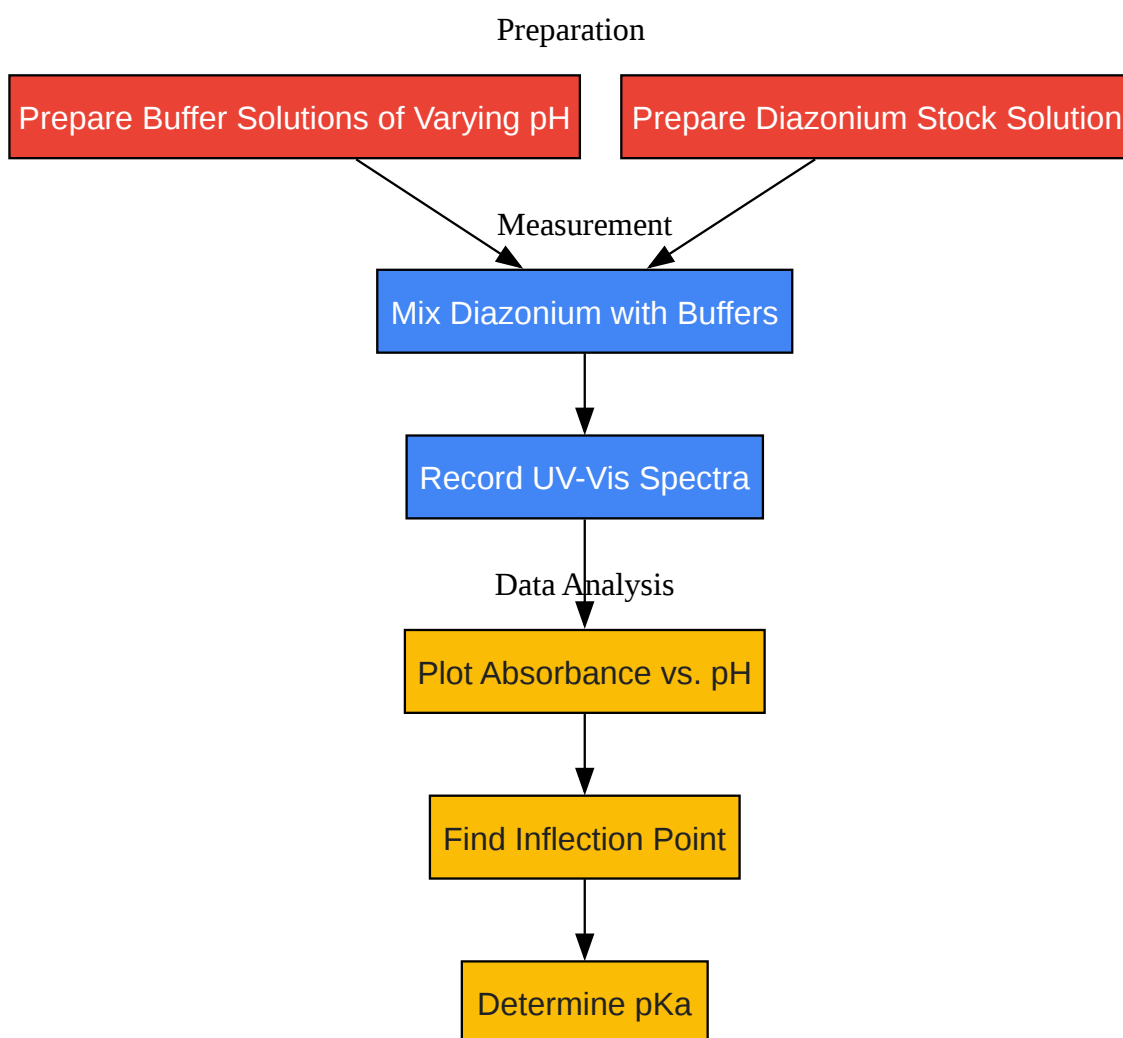 Preparation
Prepare Buffer Solutions of Varying pH
Prepare Diazonium Stock Solution
Measurement
Mix Diazonium with Buffers
Record UV-Vis Spectra
Data Analysis
Plot Absorbance vs. pH
Find Inflection Point
Determine pKa